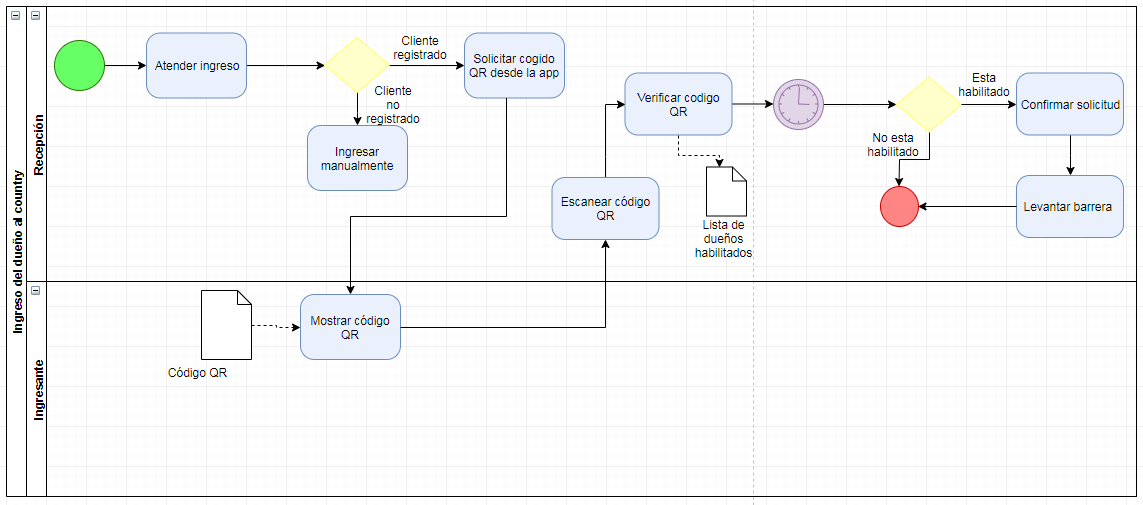 Ingreso del dueño al country
Recepción
Atender ingreso
Cliente
registrado
Cliente
no
registrado
Solicitar cogido
QR desde la app
Ingresar
manualmente
Escanear código
QR
Verificar codigo
QR
Lista de
dueños
habilitados
Esta
habilitado
No esta
habilitado
Confirmar solicitud
Levantar barrera
Ingresante
Código QR
Mostrar código
QR